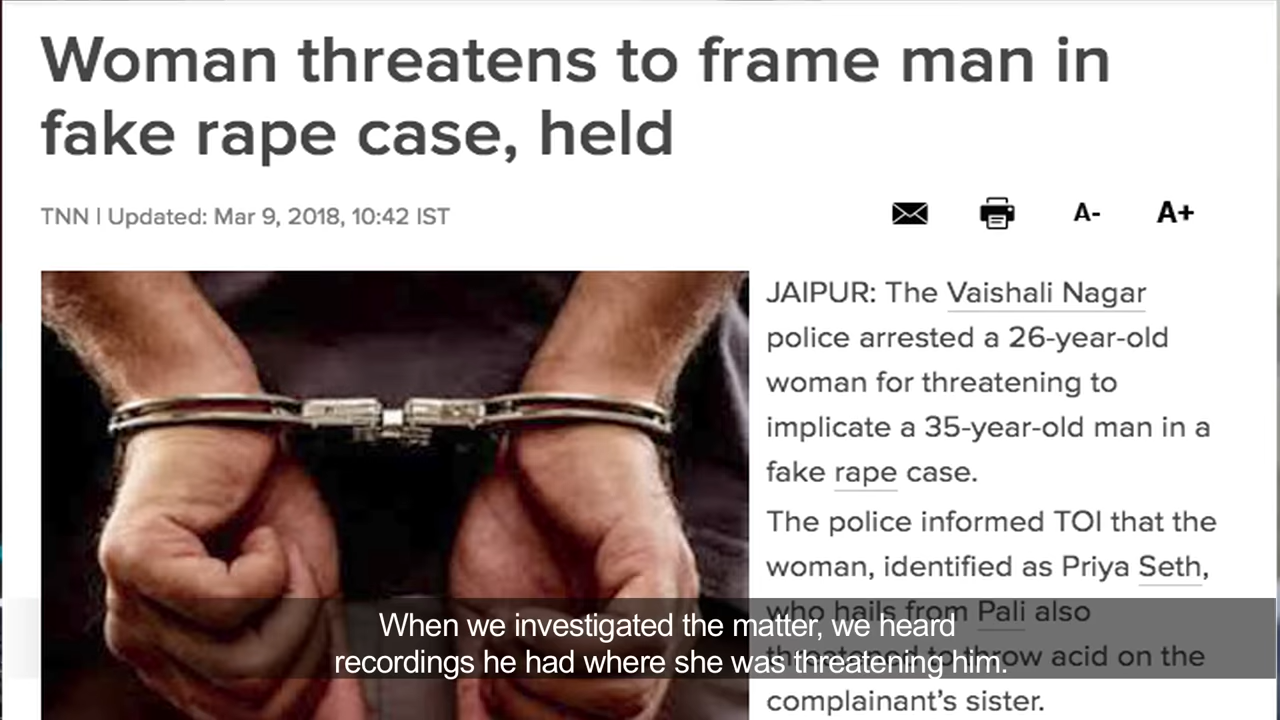 Woman threatens to frame man in
fake rape case, held
TNN | Updated: Mar 9, 2018, 10:42 IST
A-
A+
JAIPUR: The Vaishali Nagar
police arrested a 26-year-old
woman for threatening to
implicate a 35-year-old man in a
fake rape case.
The police informed TOI that the
woman, identified as Priya Seth,
who hails from Pali also
threatened to throw acid on the
complainant's sister.
When we investigated the matter, we heard
recordings he had where she was threatening him.